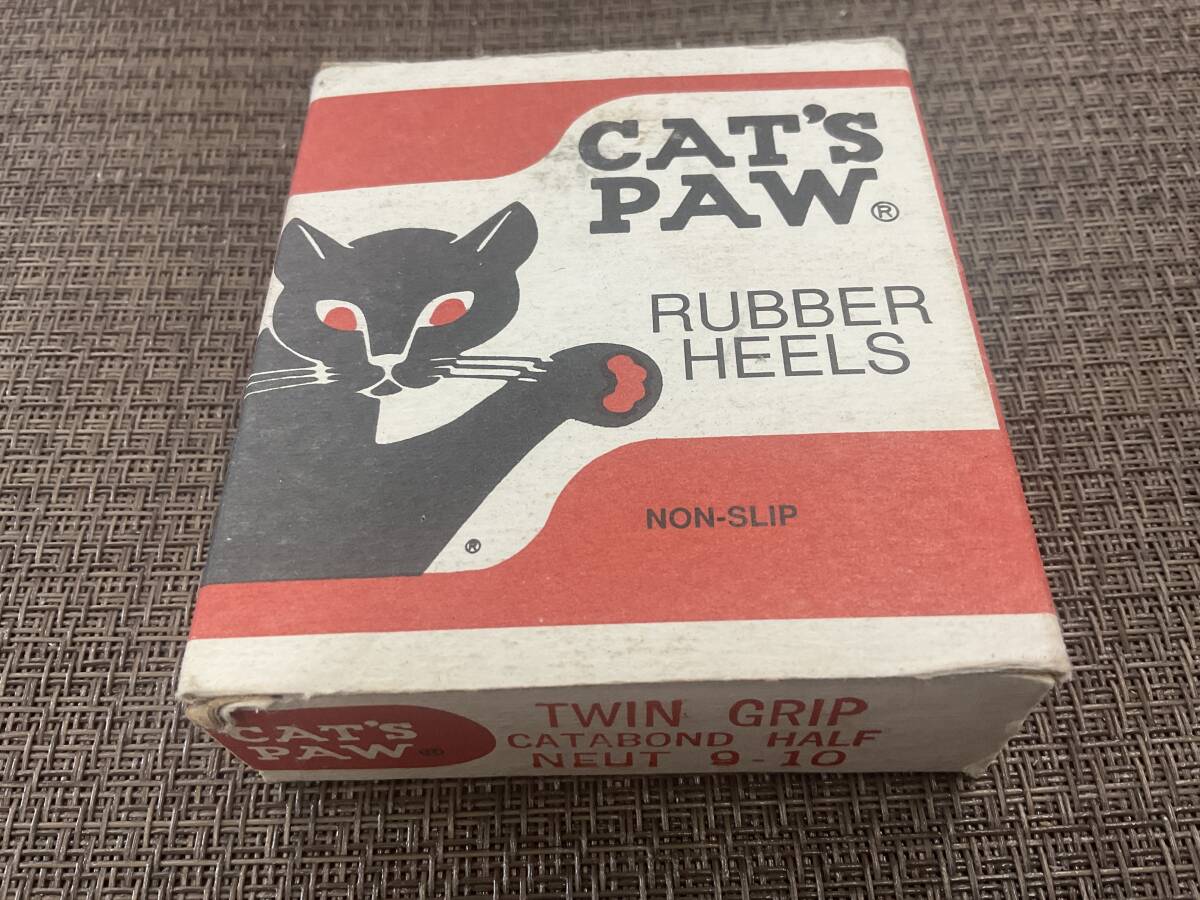 CAT'S
PAW®
RUBBER
HEELS
NON-SLIP
®
CAT'S
PAW®
TWIN GRIP
CATABOND HALF
NEUT 9-10